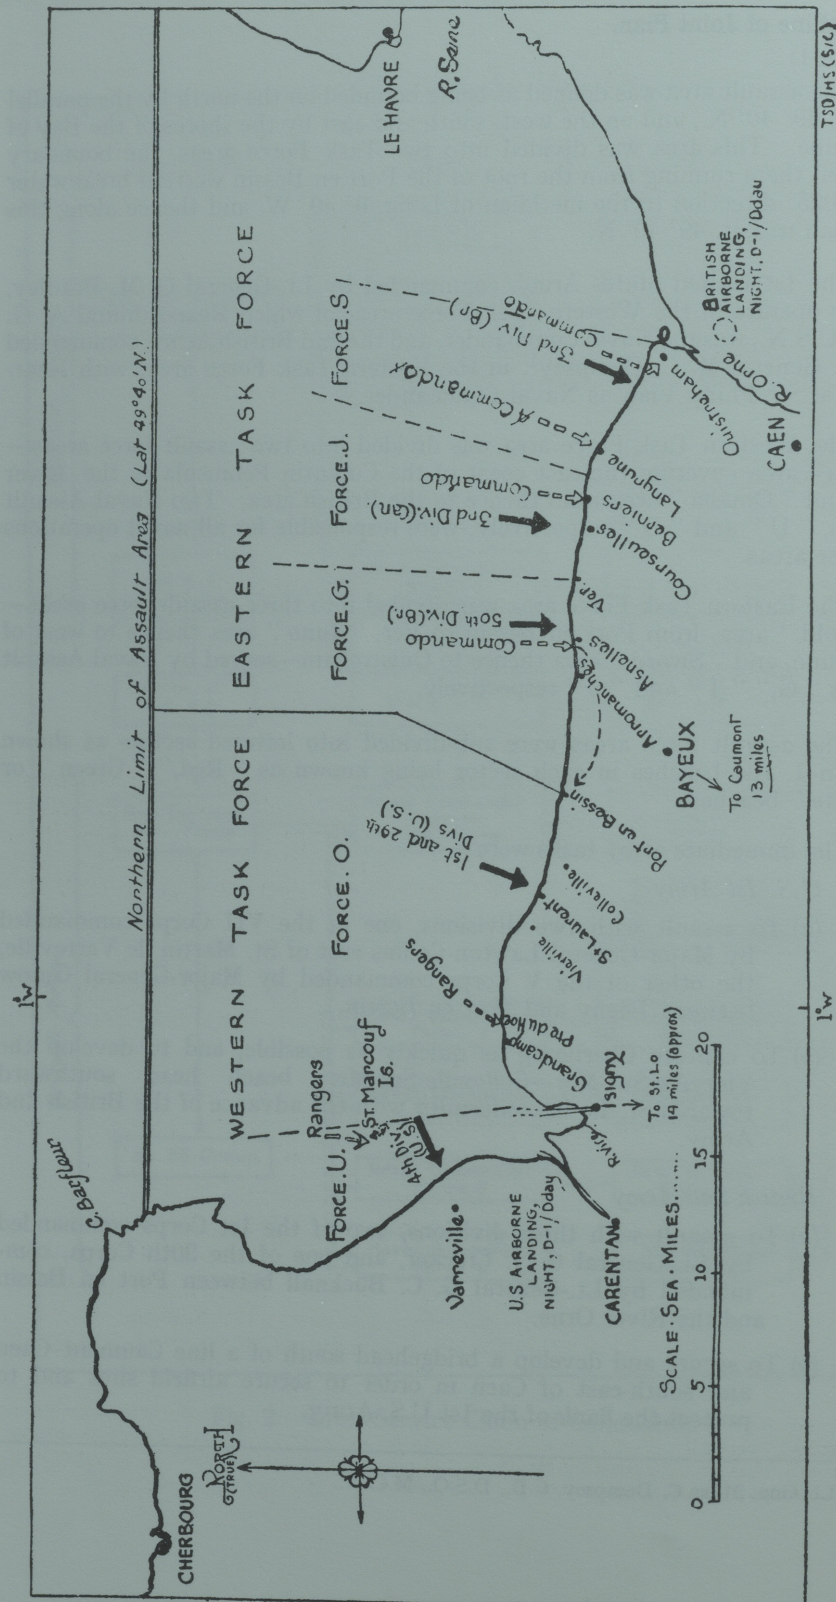 1°W
Northern Limit of Assault Area (Lat 49° 40' N.)
C. Barfleur
CHERBOURG
NORTH
(TRUE)
WESTERN TASK FORCE
EASTERN TASK FORCE
FORCE.U.
Rangers
St. Marcouf
Is.
FORCE. O.
FORCE.G.
FORCE.J.
FORCE S
LE HAVRE
R. Seine
4th Div.
(U.S)
Rangers
1st and 29th
Divs (U.S.)
Commando
50th Div.(Br.)
3rd Div.(Can).
Commando
A Commandox
3rd Div (Br)
Commando
Varreville
U.S AIRBORNE
LANDING,
NIGHT, D-1/Dday
CARENTAN
R.Vire.
ISIGNY
To St. Lo
14 miles (approx)
Grandcamp
Pte du Hoe
Vierville
St Laurent
Colleville
Port en Bessin
Arromanches
Asnelles
Ver.
Courseulles
Berniers
Langrune
Ouistreham
BAYEUX
To Caumont
13 miles
CAEN
R. Orne
BRITISH
AIRBORNE
LANDING,
NIGHT, D-1/Dday
SCALE. SEA. MILES......
0 5 10 15 20
1°W
TSD/HS (S/C)